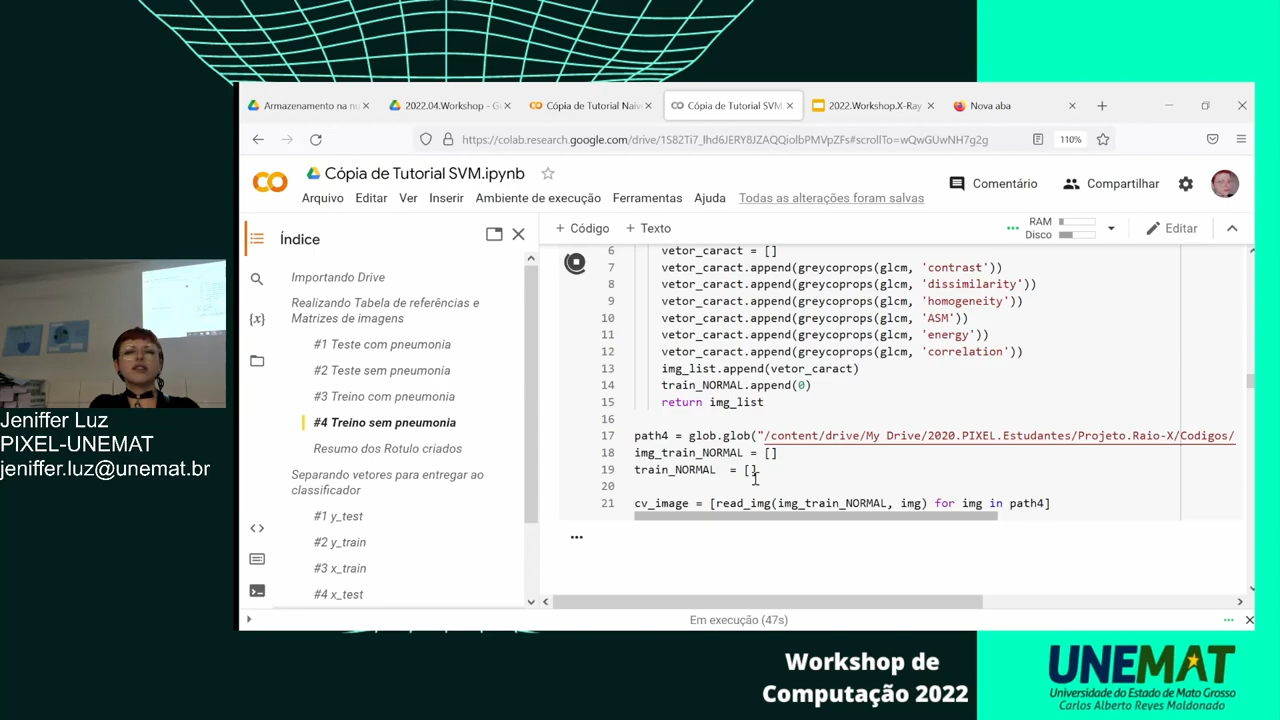 Armazenamento na nu
2022.04.Workshop - G
Cópia de Tutorial Naiv
Cópia de Tutorial SVM
2022.Workshop.X-Ray
Nova aba
https://colab.research.google.com/drive/1S82Ti7_lhd6JERY8JZAQQiolbPMVpZFs#scrollTo=wQwGUwNH7g2g
110%
Cópia de Tutorial SVM.ipynb
Comentário
Compartilhar
Arquivo Editar Ver Inserir Ambiente de execução Ferramentas Ajuda Todas as alterações foram salvas
+ Código + Texto
RAM
Disco
Editar
Índice
Importando Drive
Realizando Tabela de referências e
Matrizes de imagens
#1 Teste com pneumonia
#2 Teste sem pneumonia
#3 Treino com pneumonia
#4 Treino sem pneumonia
Resumo dos Rotulo criados
Separando vetores para entregar ao
classificador
#1 y_test
#2 y_train
#3 x_train
#4 x_test
6 vetor_caract = []
7 vetor_caract.append(greycoprops(glcm, 'contrast'))
8 vetor_caract.append(greycoprops(glcm, 'dissimilarity'))
9 vetor_caract.append(greycoprops(glcm, 'homogeneity'))
10 vetor_caract.append(greycoprops(glcm, 'ASM'))
11 vetor_caract.append(greycoprops(glcm, 'energy'))
12 vetor_caract.append(greycoprops(glcm, 'correlation'))
13 img_list.append(vetor_caract)
14 train_NORMAL.append(0)
15 return img_list
16
17 path4 = glob.glob("/content/drive/My Drive/2020.PIXEL.Estudantes/Projeto.Raio-X/Codigos/
18 img_train_NORMAL = []
19 train_NORMAL = []
20
21 cv_image = [read_img(img_train_NORMAL, img) for img in path4]
Em execução (47s)
Jeniffer Luz
PIXEL-UNEMAT
jeniffer.luz@unemat.br
Workshop de
Computação 2022
UNEMAT
Universidade do Estado de Mato Grosso
Carlos Alberto Reyes Maldonado